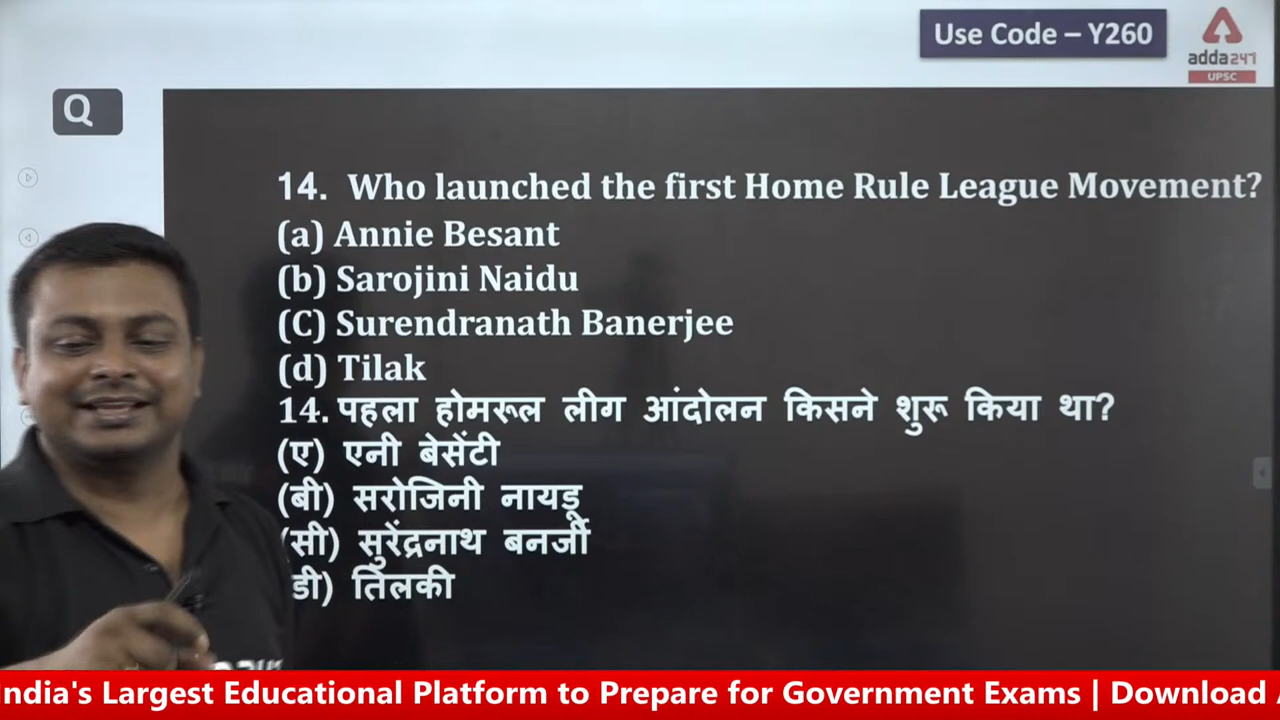 Use Code – Y260
adda247
UPSC
Q
14. Who launched the first Home Rule League Movement?
(a) Annie Besant
(b) Sarojini Naidu
(C) Surendranath Banerjee
(d) Tilak
14. पहला होमरूल लीग आंदोलन किसने शुरू किया था?
(ए) एनी बेसेंटी
(बी) सरोजिनी नायडू
(सी) सुरेंद्रनाथ बनर्जी
डी) तिलकी
India's Largest Educational Platform to Prepare for Government Exams | Download